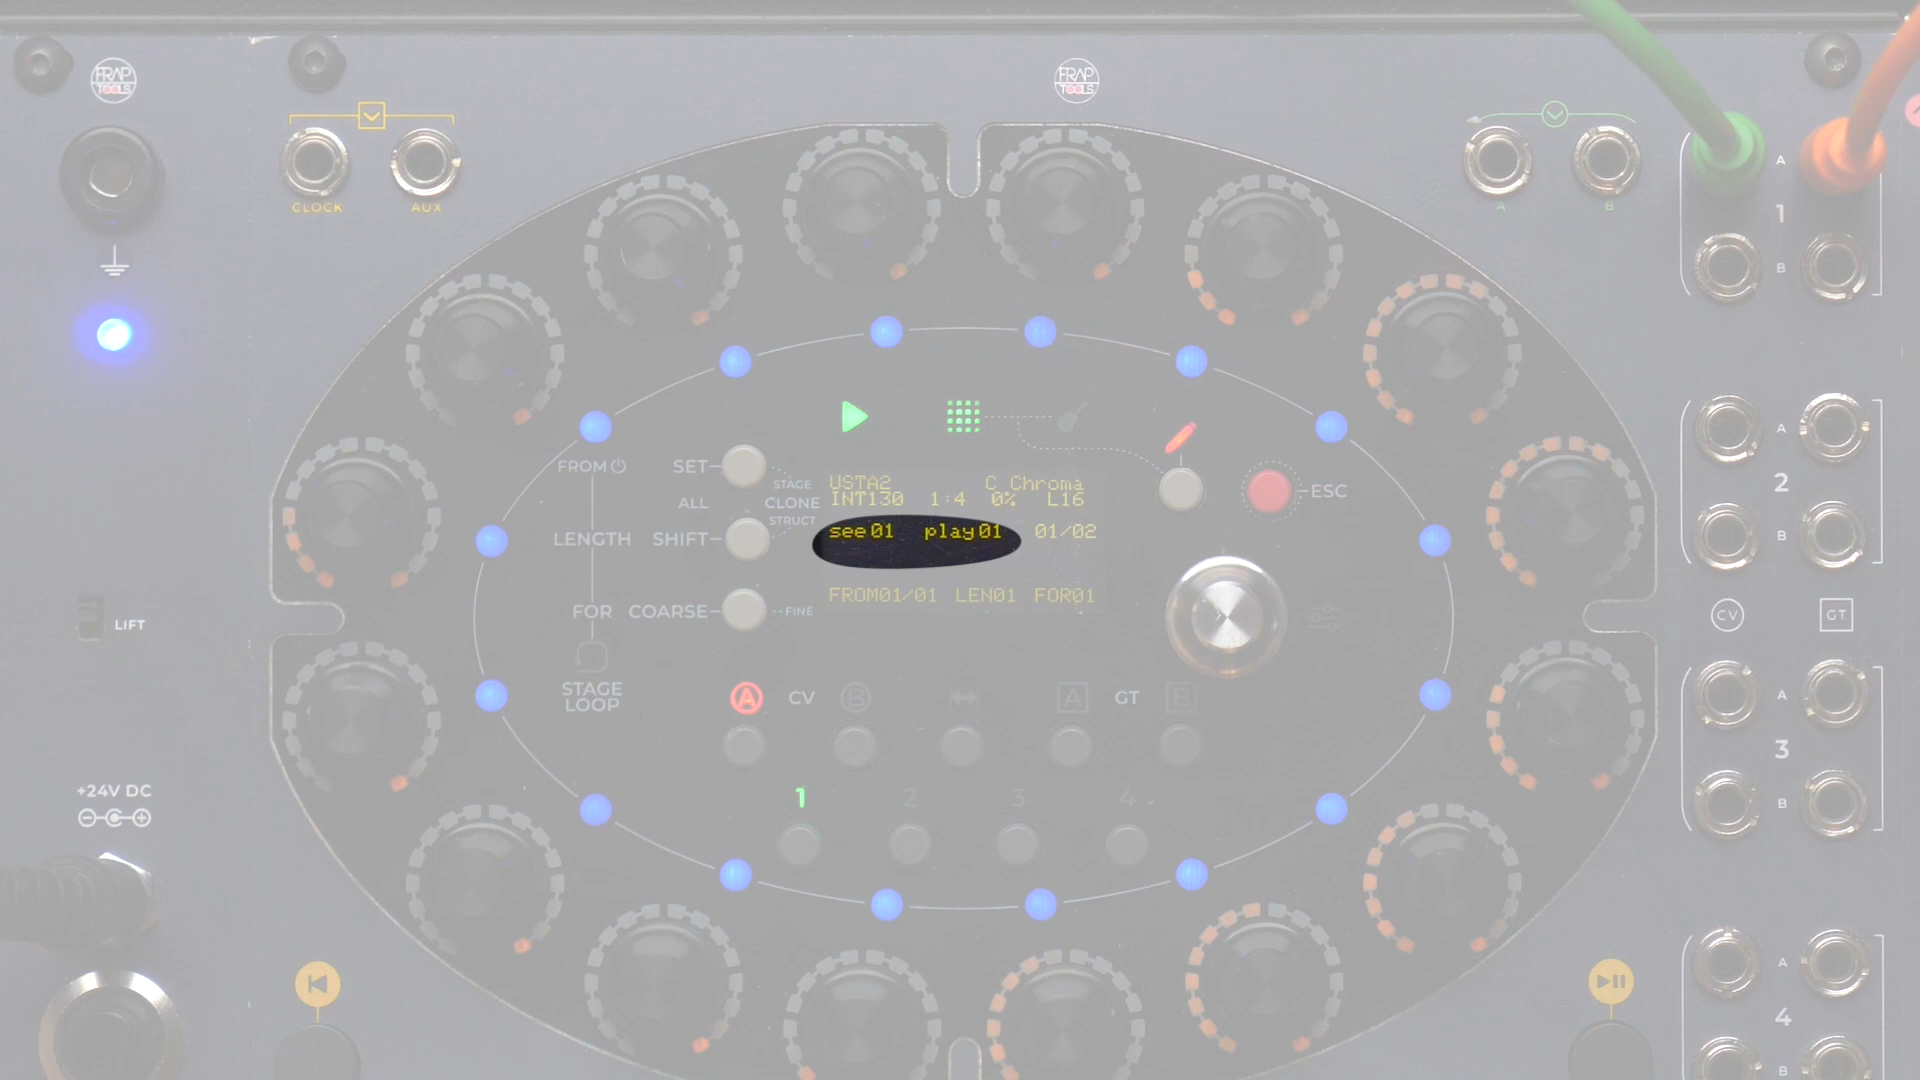 FRAP
TOOLS
FRAP
TOOLS
CLOCK
AUX
A
B
A
1
B
FROM
SET
STAGE
ALL
CLONE
STRUCT
LENGTH
SHIFT
FOR
COARSE
FINE
STAGE
LOOP
ESC
USTA2 C Chroma
INT130 1:4 0% L16
see01 play01 01/02
FROM01/01 LEN01 FOR01
A
2
B
CV
GT
LIFT
A CV B A GT B
1 2 3 4
A
3
B
+24V DC
A
4
B